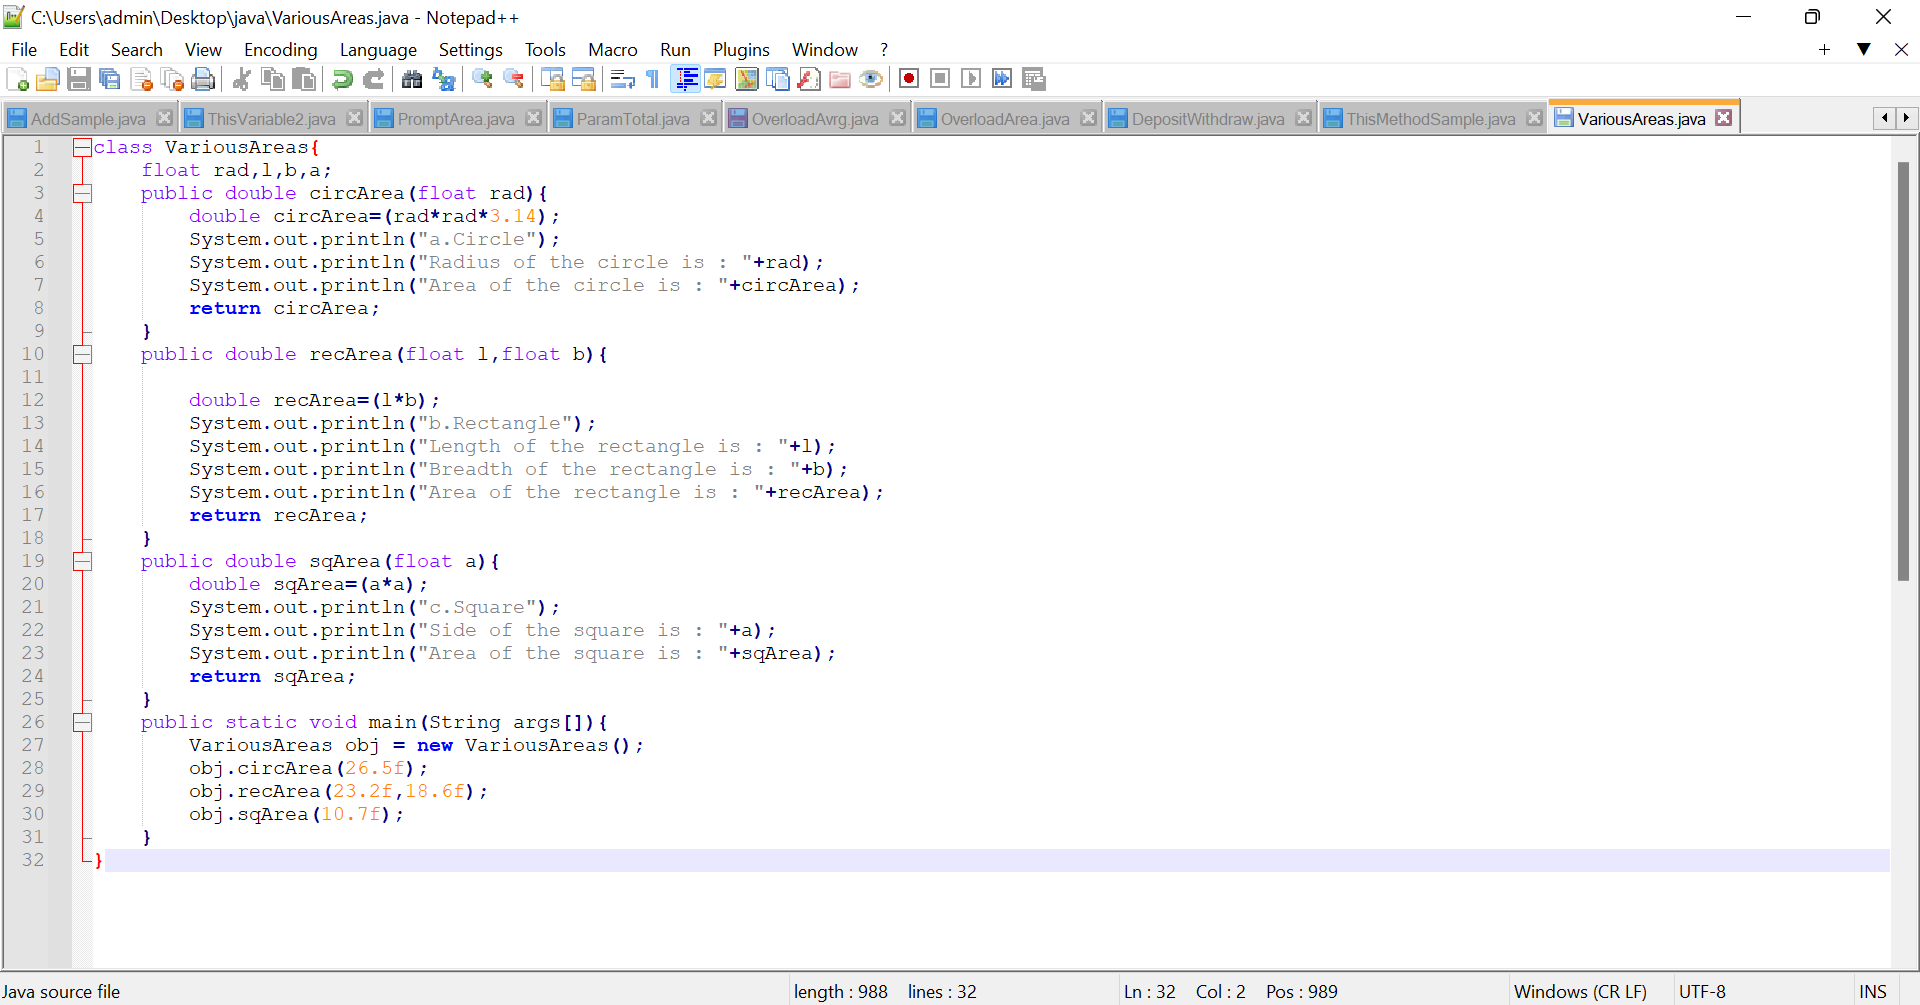 C:\Users\admin\Desktop\java\VariousAreas.java - Notepad++
File Edit Search View Encoding Language Settings Tools Macro Run Plugins Window ?
AddSample.java ThisVariable2.java PromptArea.java ParamTotal.java OverloadAvrg.java OverloadArea.java DepositWithdraw.java ThisMethodSample.java VariousAreas.java
1 class VariousAreas{
2 float rad,l,b,a;
3 public double circArea(float rad){
4 double circArea=(rad*rad*3.14);
5 System.out.println("a.Circle");
6 System.out.println("Radius of the circle is : "+rad);
7 System.out.println("Area of the circle is : "+circArea);
8 return circArea;
9 }
10 public double recArea(float l,float b){
11
12 double recArea=(l*b);
13 System.out.println("b.Rectangle");
14 System.out.println("Length of the rectangle is : "+l);
15 System.out.println("Breadth of the rectangle is : "+b);
16 System.out.println("Area of the rectangle is : "+recArea);
17 return recArea;
18 }
19 public double sqArea(float a){
20 double sqArea=(a*a);
21 System.out.println("c.Square");
22 System.out.println("Side of the square is : "+a);
23 System.out.println("Area of the square is : "+sqArea);
24 return sqArea;
25 }
26 public static void main(String args[]){
27 VariousAreas obj = new VariousAreas();
28 obj.circArea(26.5f);
29 obj.recArea(23.2f,18.6f);
30 obj.sqArea(10.7f);
31 }
32 }
Java source file length : 988 lines : 32 Ln : 32 Col : 2 Pos : 989 Windows (CR LF) UTF-8 INS